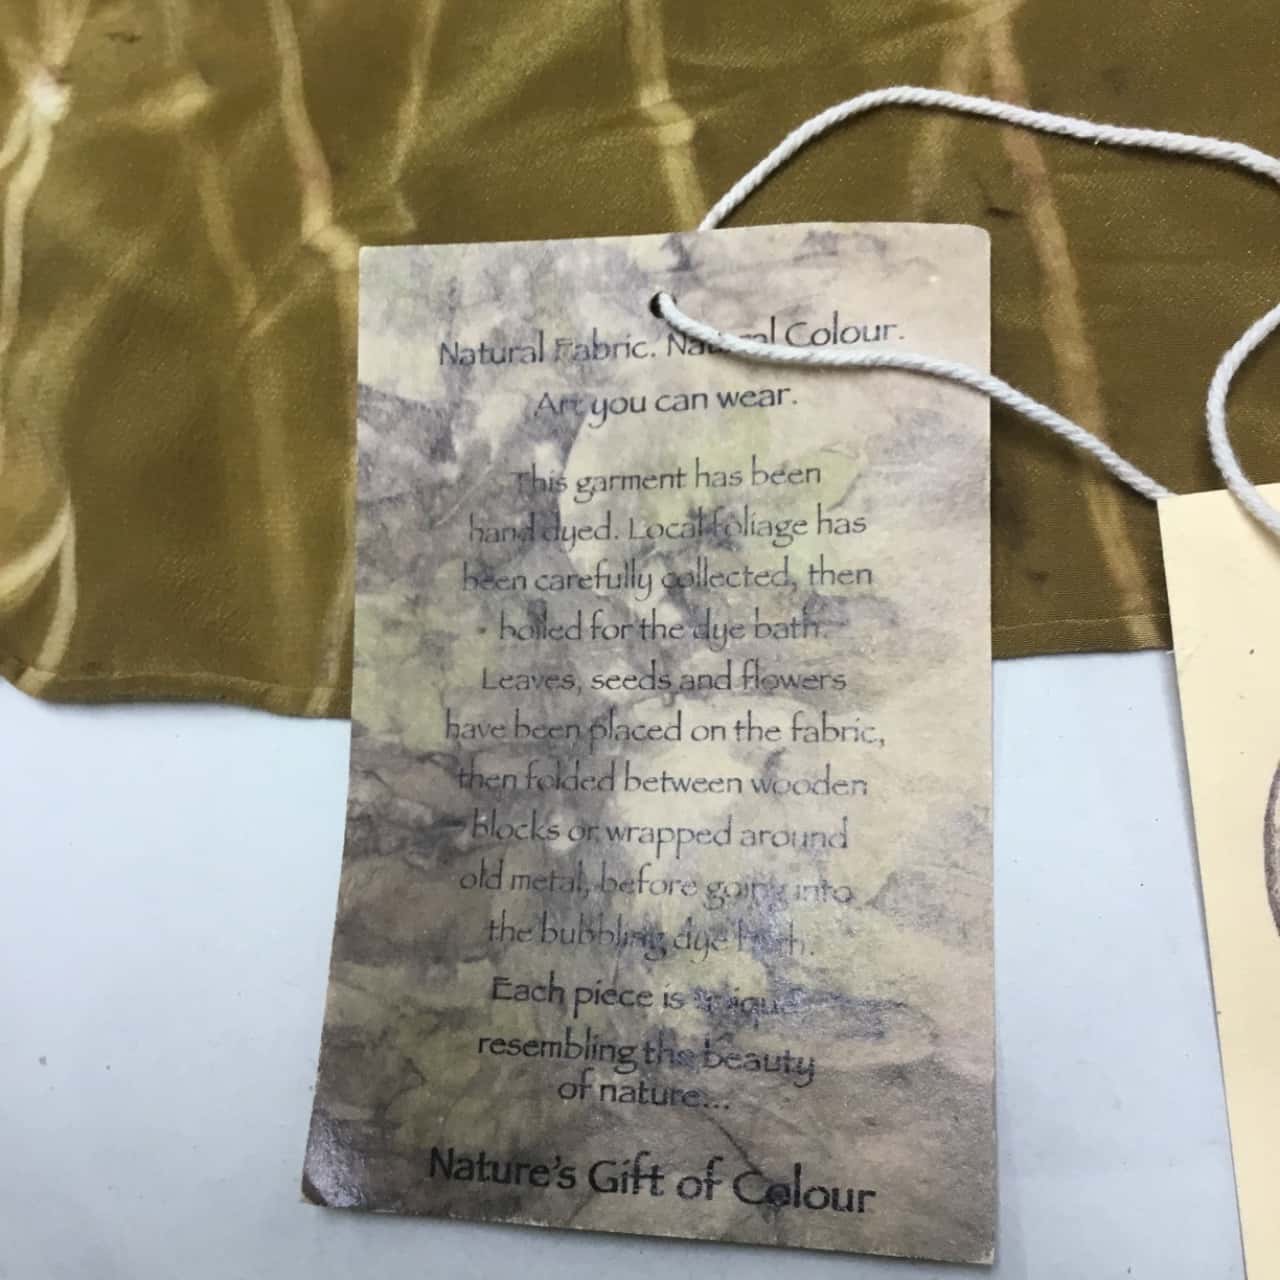 Natural Fabric. Natural Colour.
Art you can wear.
This garment has been
hand dyed. Local foliage has
been carefully collected, then
boiled for the dye bath.
Leaves, seeds and flowers
have been placed on the fabric,
then folded between wooden
blocks or wrapped around
old metal, before going into
the bubbling dye bath.
Each piece is unique
resembling the beauty
of nature...
Nature's Gift of Colour